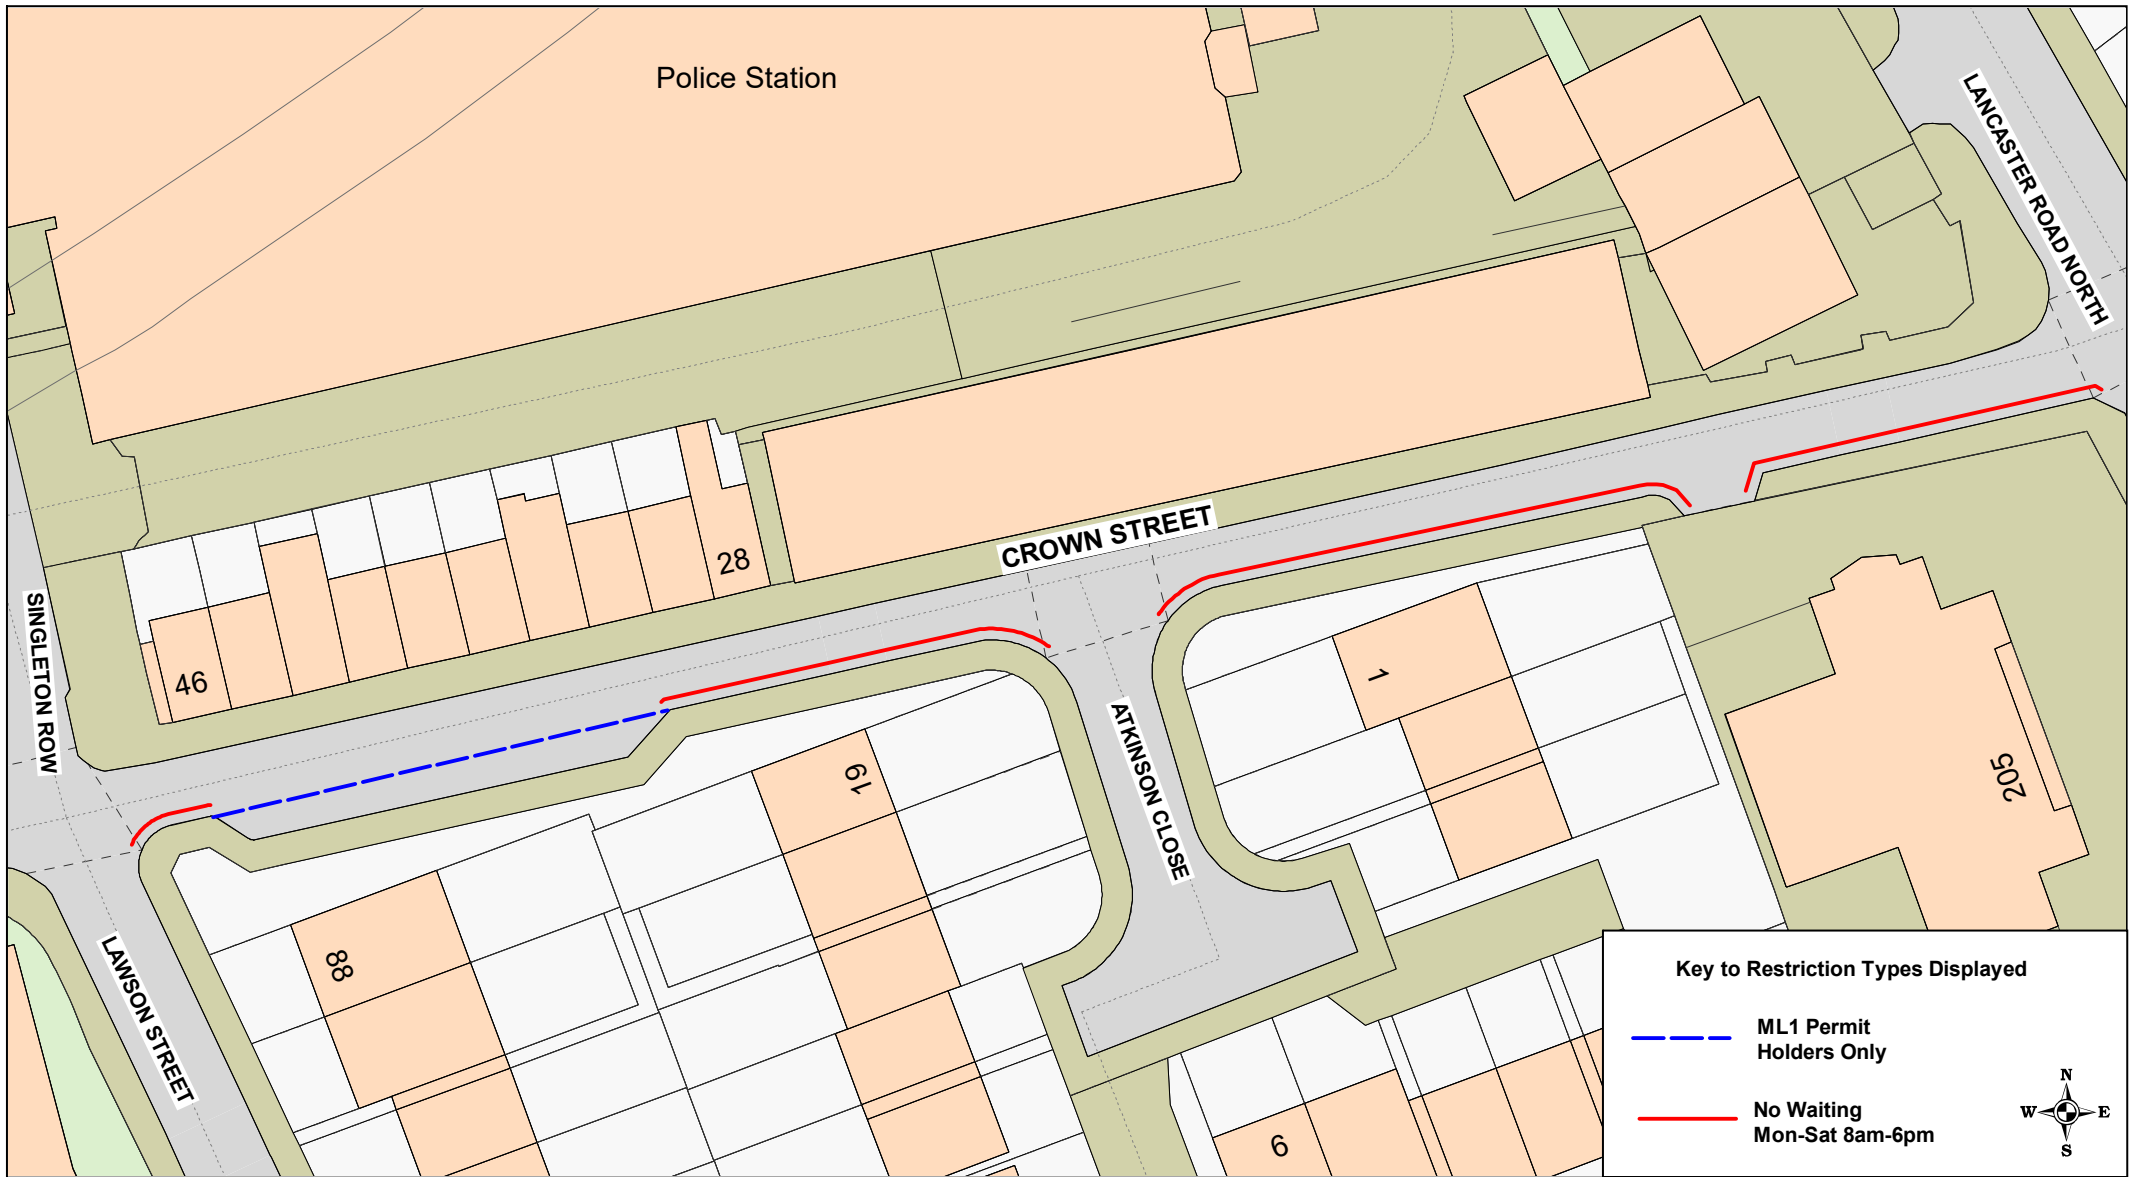 Police Station
LANCASTER ROAD NORTH
CROWN STREET
28
46
SINGLETON ROW
1
ATKINSON CLOSE
19
205
88
LAWSON STREET
9
Key to Restriction Types Displayed
ML1 Permit
Holders Only
No Waiting
Mon-Sat 8am-6pm
N
W E
S